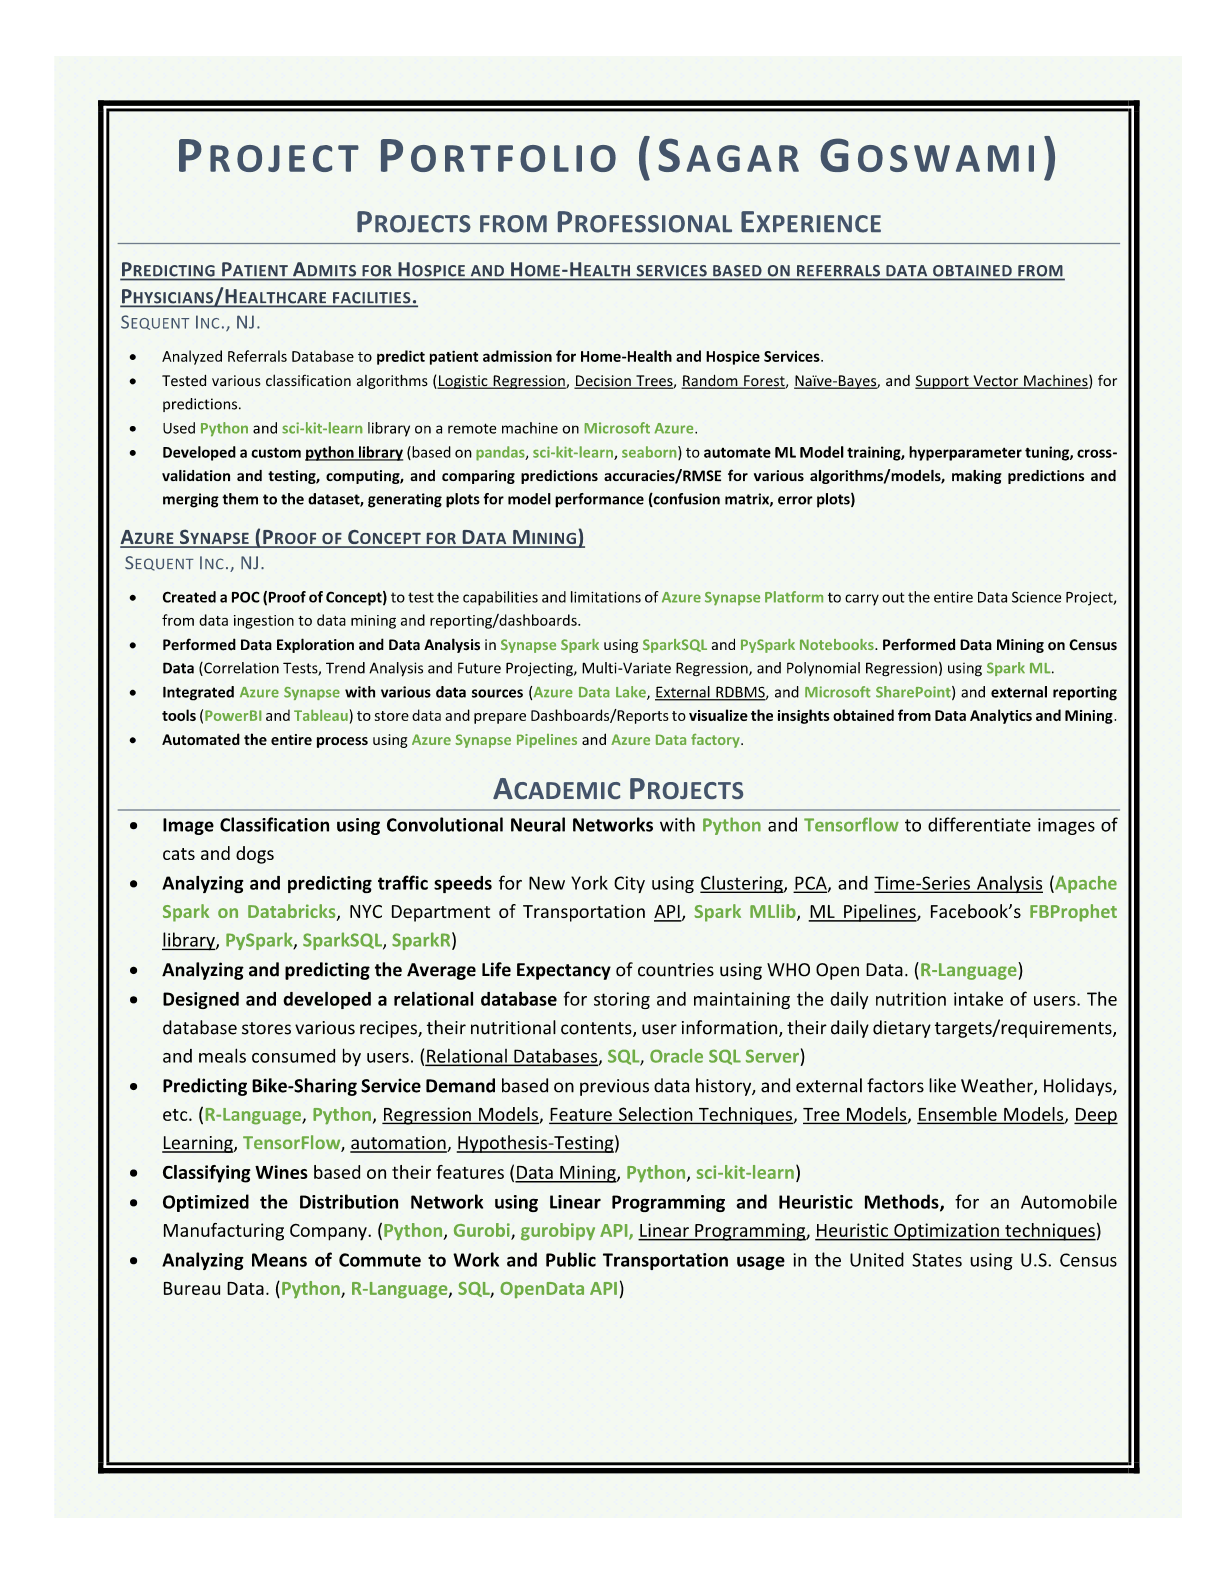 PROJECT PORTFOLIO (SAGAR GOSWAMI)
PROJECTS FROM PROFESSIONAL EXPERIENCE
PREDICTING PATIENT ADMITS FOR HOSPICE AND HOME-HEALTH SERVICES BASED ON REFERRALS DATA OBTAINED FROM
PHYSICIANS/HEALTHCARE FACILITIES.
SEQUENT INC., NJ.
• Analyzed Referrals Database to predict patient admission for Home-Health and Hospice Services.
• Tested various classification algorithms (Logistic Regression, Decision Trees, Random Forest, Naïve-Bayes, and Support Vector Machines) for
predictions.
• Used Python and sci-kit-learn library on a remote machine on Microsoft Azure.
• Developed a custom python library (based on pandas, sci-kit-learn, seaborn) to automate ML Model training, hyperparameter tuning, cross-
validation and testing, computing, and comparing predictions accuracies/RMSE for various algorithms/models, making predictions and
merging them to the dataset, generating plots for model performance (confusion matrix, error plots)
AZURE SYNAPSE (PROOF OF CONCEPT FOR DATA MINING)
SEQUENT INC., NJ.
• Created a POC (Proof of Concept) to test the capabilities and limitations of Azure Synapse Platform to carry out the entire Data Science Project,
from data ingestion to data mining and reporting/dashboards.
• Performed Data Exploration and Data Analysis in Synapse Spark using SparkSQL and PySpark Notebooks. Performed Data Mining on Census
Data (Correlation Tests, Trend Analysis and Future Projecting, Multi-Variate Regression, and Polynomial Regression) using Spark ML.
• Integrated Azure Synapse with various data sources (Azure Data Lake, External RDBMS, and Microsoft SharePoint) and external reporting
tools (PowerBI and Tableau) to store data and prepare Dashboards/Reports to visualize the insights obtained from Data Analytics and Mining.
• Automated the entire process using Azure Synapse Pipelines and Azure Data factory.
ACADEMIC PROJECTS
• Image Classification using Convolutional Neural Networks with Python and Tensorflow to differentiate images of
cats and dogs
• Analyzing and predicting traffic speeds for New York City using Clustering, PCA, and Time-Series Analysis (Apache
Spark on Databricks, NYC Department of Transportation API, Spark MLlib, ML Pipelines, Facebook’s FBProphet
library, PySpark, SparkSQL, SparkR)
• Analyzing and predicting the Average Life Expectancy of countries using WHO Open Data. (R-Language)
• Designed and developed a relational database for storing and maintaining the daily nutrition intake of users. The
database stores various recipes, their nutritional contents, user information, their daily dietary targets/requirements,
and meals consumed by users. (Relational Databases, SQL, Oracle SQL Server)
• Predicting Bike-Sharing Service Demand based on previous data history, and external factors like Weather, Holidays,
etc. (R-Language, Python, Regression Models, Feature Selection Techniques, Tree Models, Ensemble Models, Deep
Learning, TensorFlow, automation, Hypothesis-Testing)
• Classifying Wines based on their features (Data Mining, Python, sci-kit-learn)
• Optimized the Distribution Network using Linear Programming and Heuristic Methods, for an Automobile
Manufacturing Company. (Python, Gurobi, gurobipy API, Linear Programming, Heuristic Optimization techniques)
• Analyzing Means of Commute to Work and Public Transportation usage in the United States using U.S. Census
Bureau Data. (Python, R-Language, SQL, OpenData API)